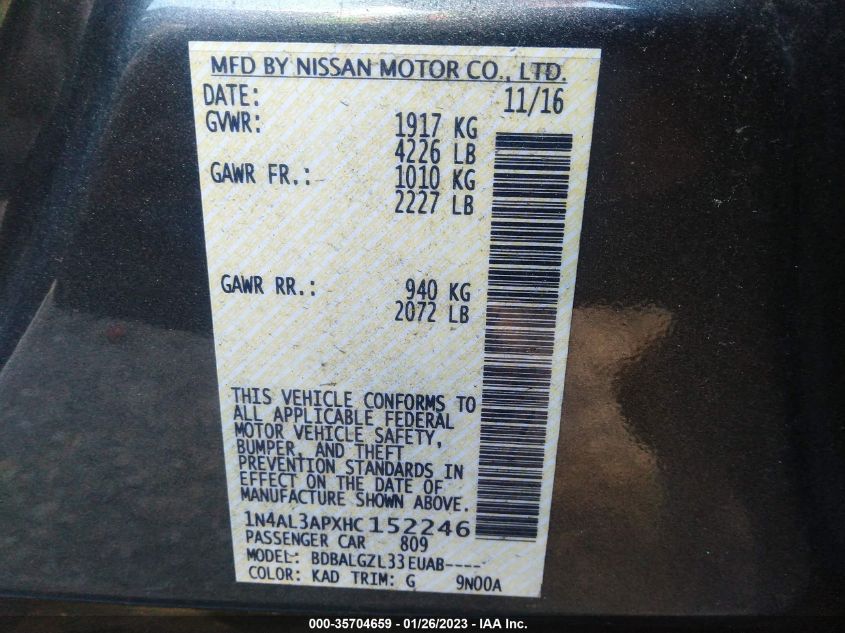 MFD BY NISSAN MOTOR CO., LTD.
DATE: 11/16
GVWR: 1917 KG
4226 LB
GAWR FR.: 1010 KG
2227 LB
GAWR RR.: 940 KG
2072 LB
THIS VEHICLE CONFORMS TO
ALL APPLICABLE FEDERAL
MOTOR VEHICLE SAFETY,
BUMPER, AND THEFT
PREVENTION STANDARDS IN
EFFECT ON THE DATE OF
MANUFACTURE SHOWN ABOVE.
1N4AL3APXHC152246
PASSENGER CAR 809
MODEL: BDBALGZL33EUAB----
COLOR: KAD TRIM: G 9N00A
000-35704659 - 01/26/2023 - IAA Inc.